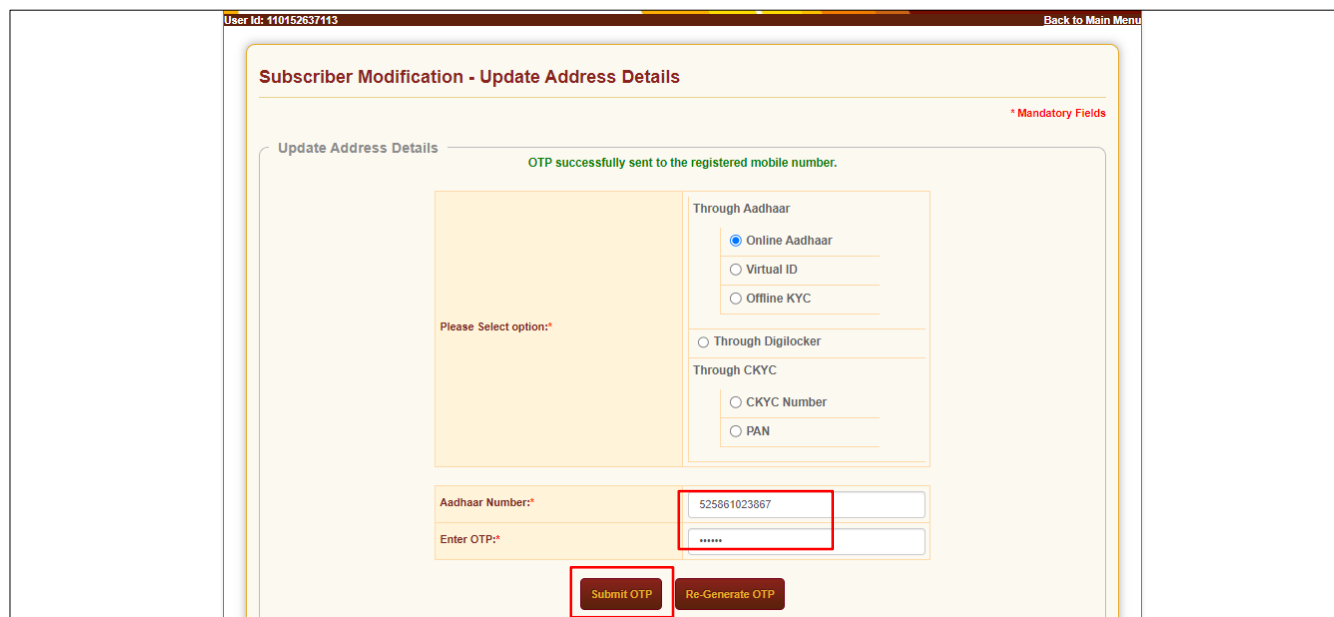 User Id: 110152637113 Back to Main Menu
Subscriber Modification - Update Address Details
* Mandatory Fields
Update Address Details
OTP successfully sent to the registered mobile number.
Through Aadhaar
Online Aadhaar
Virtual ID
Offline KYC
Please Select option:*
Through Digilocker
Through CKYC
CKYC Number
PAN
Aadhaar Number:* 525861023867
Enter OTP:* ••••••
Submit OTP Re-Generate OTP